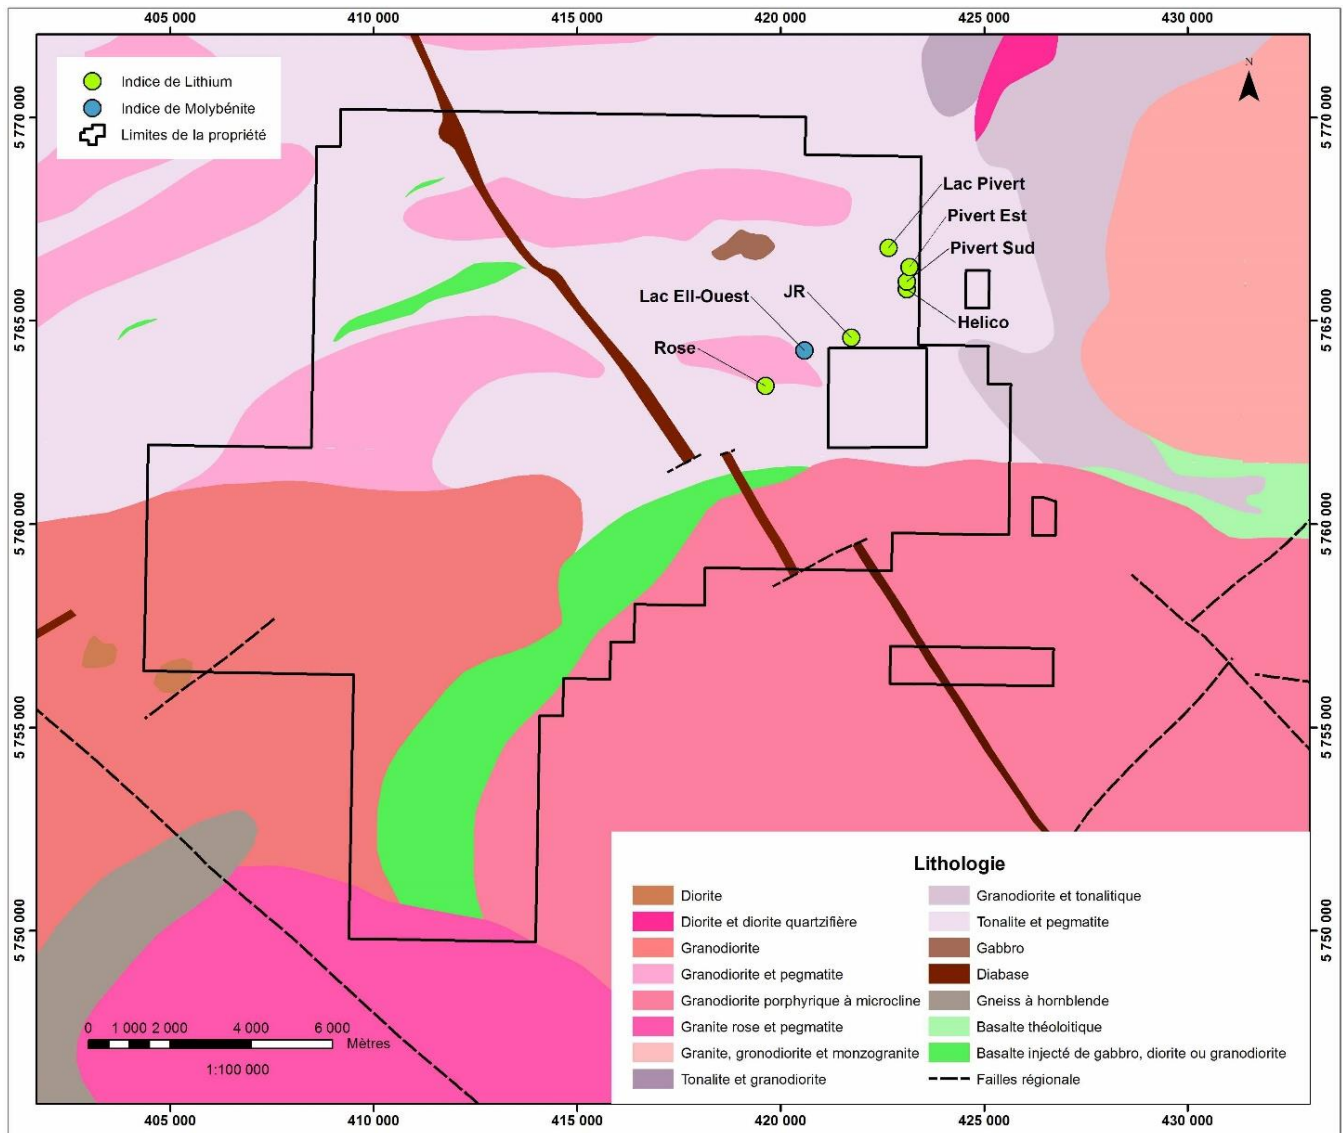 405 000 410 000 415 000 420 000 425 000 430 000
Indice de Lithium
Indice de Molybénite
Limites de la propriété
N
5 770 000 5 770 000
Lac Pivert
Pivert Est
Pivert Sud
Lac Ell-Ouest
JR
Helico
Rose
5 765 000 5 765 000
5 760 000 5 760 000
5 755 000 5 755 000
5 750 000 5 750 000
Lithologie
Diorite
Diorite et diorite quartzifière
Granodiorite
Granodiorite et pegmatite
Granodiorite porphyrique à microcline
Granite rose et pegmatite
Granite, gronodiorite et monzogranite
Tonalite et granodiorite
Granodiorite et tonalitique
Tonalite et pegmatite
Gabbro
Diabase
Gneiss à hornblende
Basalte théoloitique
Basalte injecté de gabbro, diorite ou granodiorite
Failles régionale
0 1 000 2 000 4 000 6 000
Mètres
1:100 000
405 000 410 000 415 000 420 000 425 000 430 000